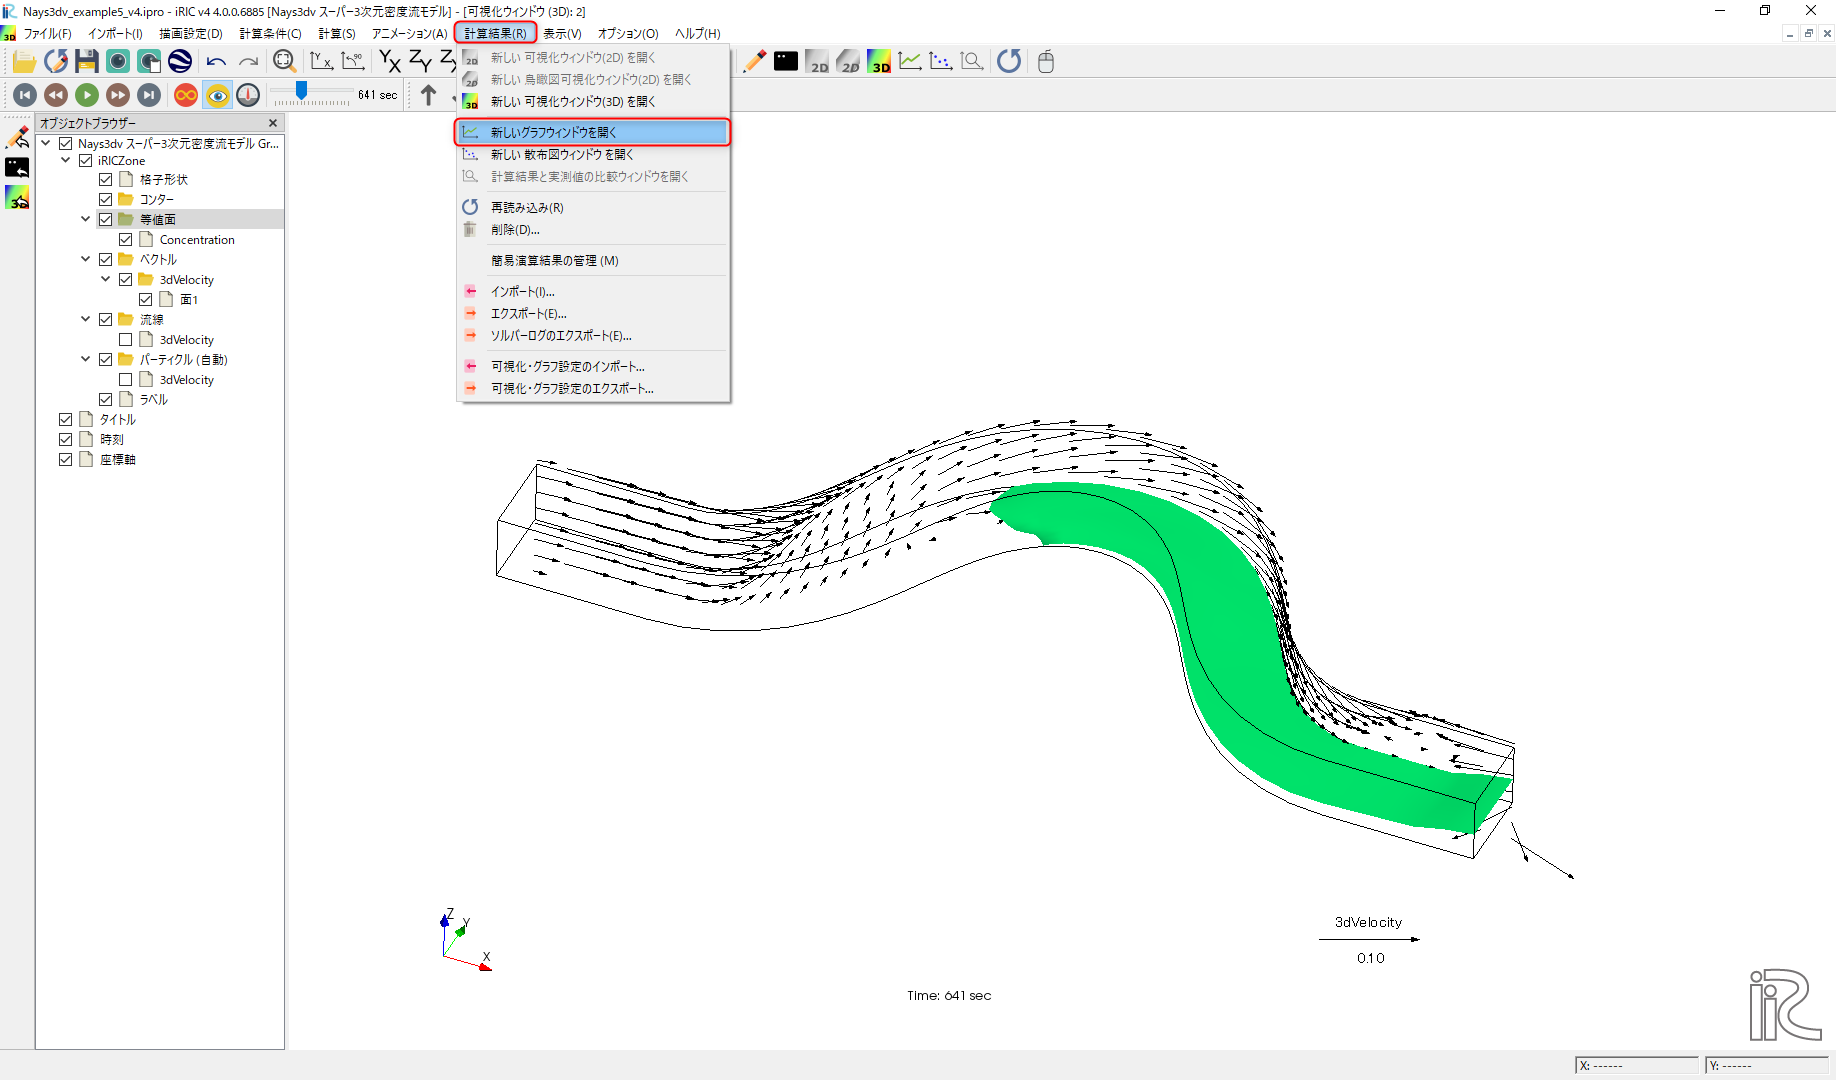 Nays3dv_example5_v4.ipro - iRIC v4 4.0.0.6885 [Nays3dv スーパー3次元密度流モデル] - [可視化ウィンドウ (3D): 2]
ファイル(F) インポート(I) 描画設定(D) 計算条件(C) 計算(S) アニメーション(A) 計算結果(R) 表示(V) オプション(O) ヘルプ(H)
641 sec
オブジェクトブラウザー
Nays3dv スーパー3次元密度流モデル Gr...
iRICZone
格子形状
コンター
等値面
Concentration
ベクトル
3dVelocity
面1
流線
3dVelocity
パーティクル (自動)
3dVelocity
ラベル
タイトル
時刻
座標軸
新しい 可視化ウィンドウ(2D) を開く
新しい 鳥瞰図可視化ウィンドウ(2D) を開く
新しい 可視化ウィンドウ(3D) を開く
新しいグラフウィンドウを開く
新しい 散布図ウィンドウ を開く
計算結果と実測値の比較ウィンドウを開く
再読み込み(R)
削除(D)...
簡易演算結果の管理 (M)
インポート(I)...
エクスポート(E)...
ソルバーログのエクスポート(E)...
可視化・グラフ設定のインポート...
可視化・グラフ設定のエクスポート...
Z
Y
X
3dVelocity
0.10
Time: 641 sec
iRIC
X: ------ Y: ------